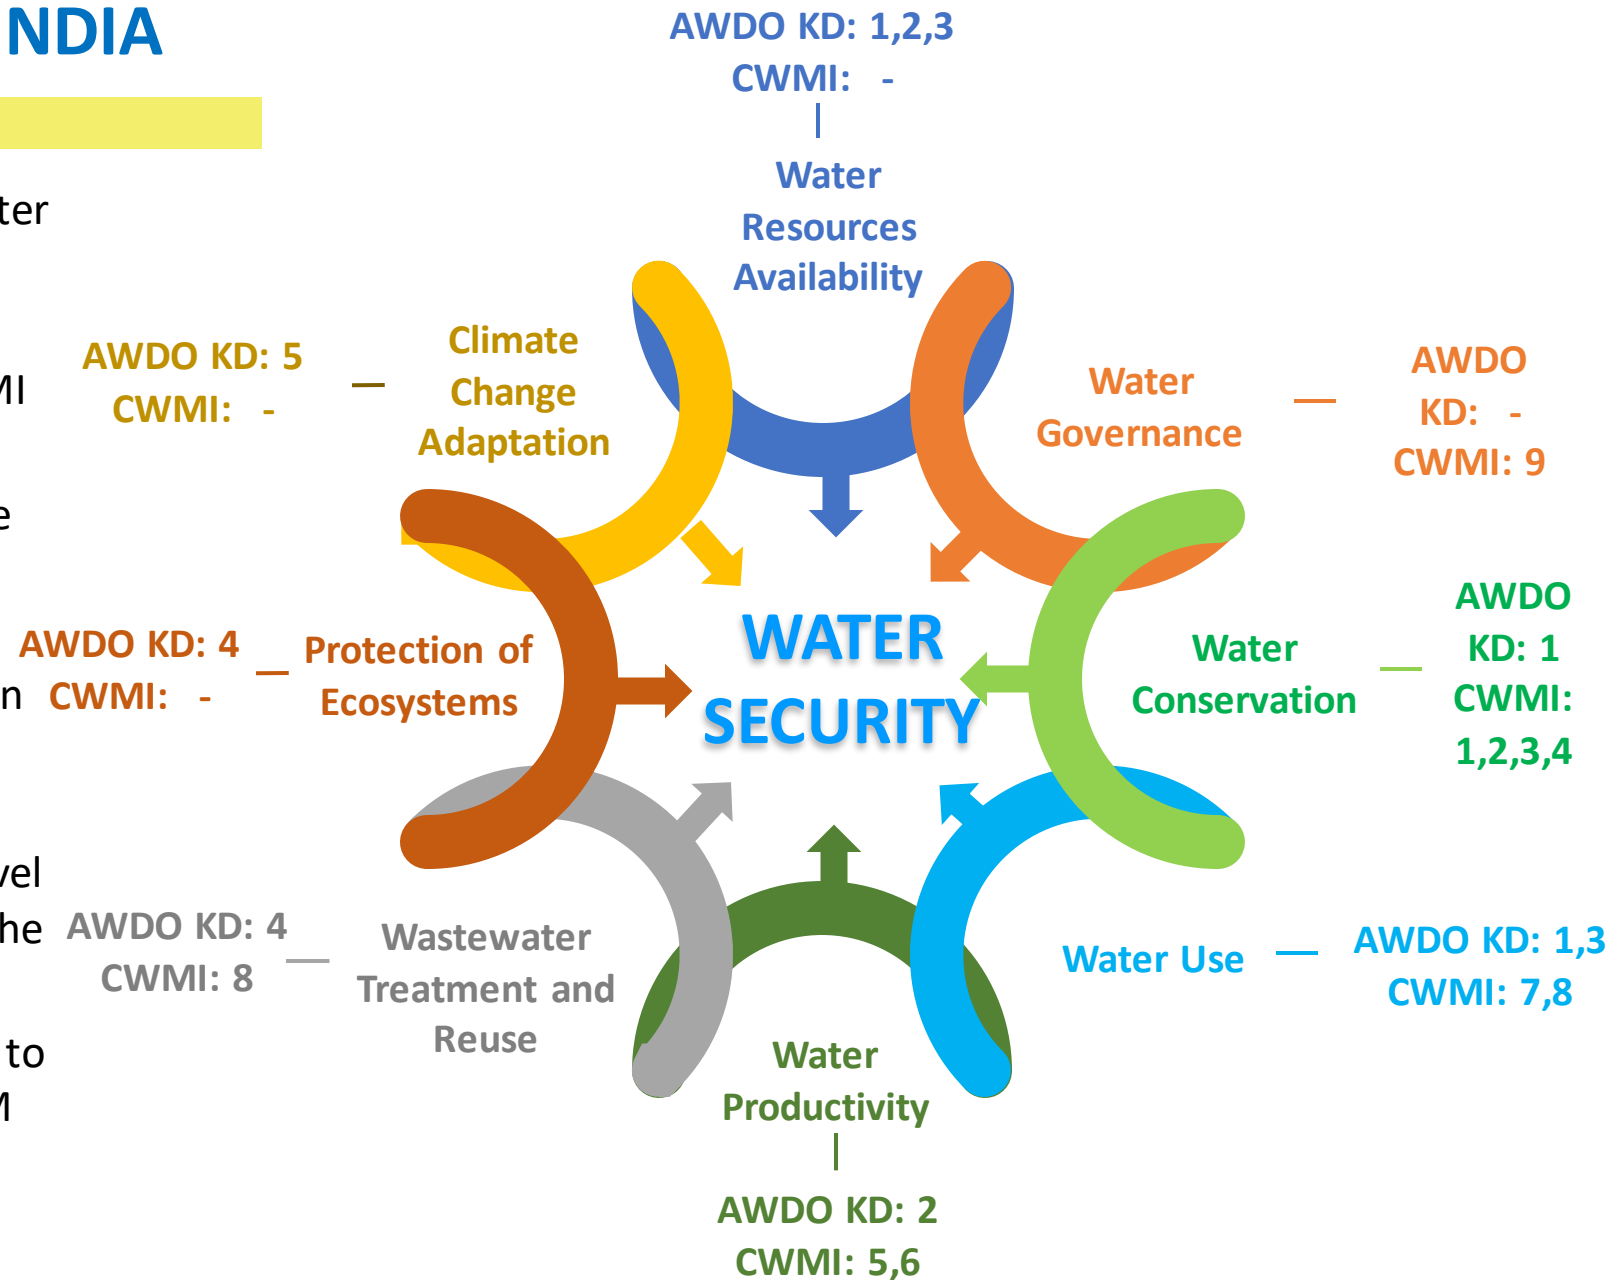 NDIA
ter
MI
e
n
vel
he
to
M
AWDO KD: 1,2,3
CWMI: -
Water
Resources
Availability
Water
Governance
AWDO
KD: -
CWMI: 9
Water
Conservation
AWDO
KD: 1
CWMI:
1,2,3,4
Water Use
AWDO KD: 1,3
CWMI: 7,8
Water
Productivity
AWDO KD: 2
CWMI: 5,6
Wastewater
Treatment and
Reuse
AWDO KD: 4
CWMI: 8
Protection of
Ecosystems
AWDO KD: 4
CWMI: -
Climate
Change
Adaptation
AWDO KD: 5
CWMI: -
WATER
SECURITY